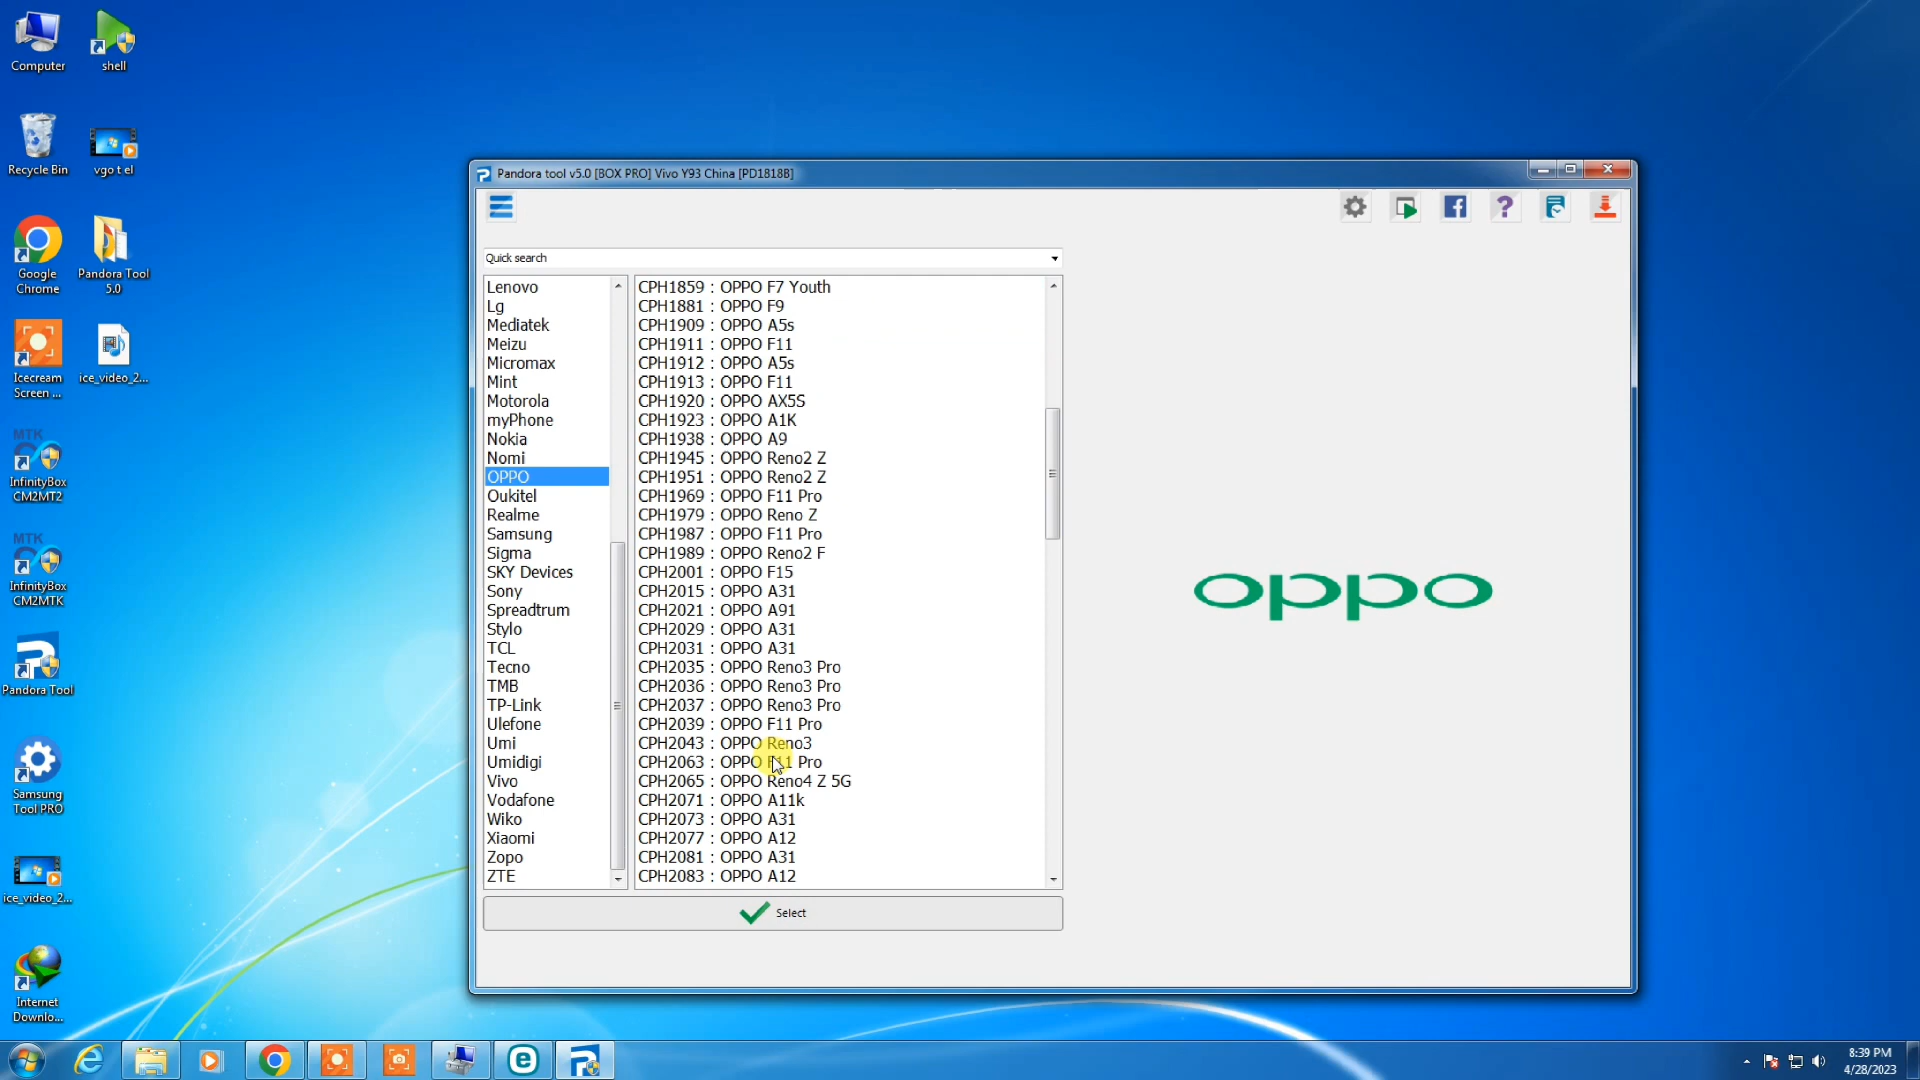 Computer
shell
Recycle Bin
vgo t el
Google
Chrome
Pandora Tool
5.0
Icecream
Screen ...
ice_video_2...
MTK
InfinityBox
CM2MT2
MTK
InfinityBox
CM2MTK
Pandora Tool
Samsung
Tool PRO
ice_video_2...
Internet
Downlo...
Pandora tool v5.0 [BOX PRO] Vivo Y93 China [PD1818B]
Quick search
Lenovo
Lg
Mediatek
Meizu
Micromax
Mint
Motorola
myPhone
Nokia
Nomi
OPPO
Oukitel
Realme
Samsung
Sigma
SKY Devices
Sony
Spreadtrum
Stylo
TCL
Tecno
TMB
TP-Link
Ulefone
Umi
Umidigi
Vivo
Vodafone
Wiko
Xiaomi
Zopo
ZTE
CPH1859 : OPPO F7 Youth
CPH1881 : OPPO F9
CPH1909 : OPPO A5s
CPH1911 : OPPO F11
CPH1912 : OPPO A5s
CPH1913 : OPPO F11
CPH1920 : OPPO AX5S
CPH1923 : OPPO A1K
CPH1938 : OPPO A9
CPH1945 : OPPO Reno2 Z
CPH1951 : OPPO Reno2 Z
CPH1969 : OPPO F11 Pro
CPH1979 : OPPO Reno Z
CPH1987 : OPPO F11 Pro
CPH1989 : OPPO Reno2 F
CPH2001 : OPPO F15
CPH2015 : OPPO A31
CPH2021 : OPPO A91
CPH2029 : OPPO A31
CPH2031 : OPPO A31
CPH2035 : OPPO Reno3 Pro
CPH2036 : OPPO Reno3 Pro
CPH2037 : OPPO Reno3 Pro
CPH2039 : OPPO F11 Pro
CPH2043 : OPPO Reno3
CPH2063 : OPPO F11 Pro
CPH2065 : OPPO Reno4 Z 5G
CPH2071 : OPPO A11k
CPH2073 : OPPO A31
CPH2077 : OPPO A12
CPH2081 : OPPO A31
CPH2083 : OPPO A12
Select
oppo
8:39 PM
4/28/2023